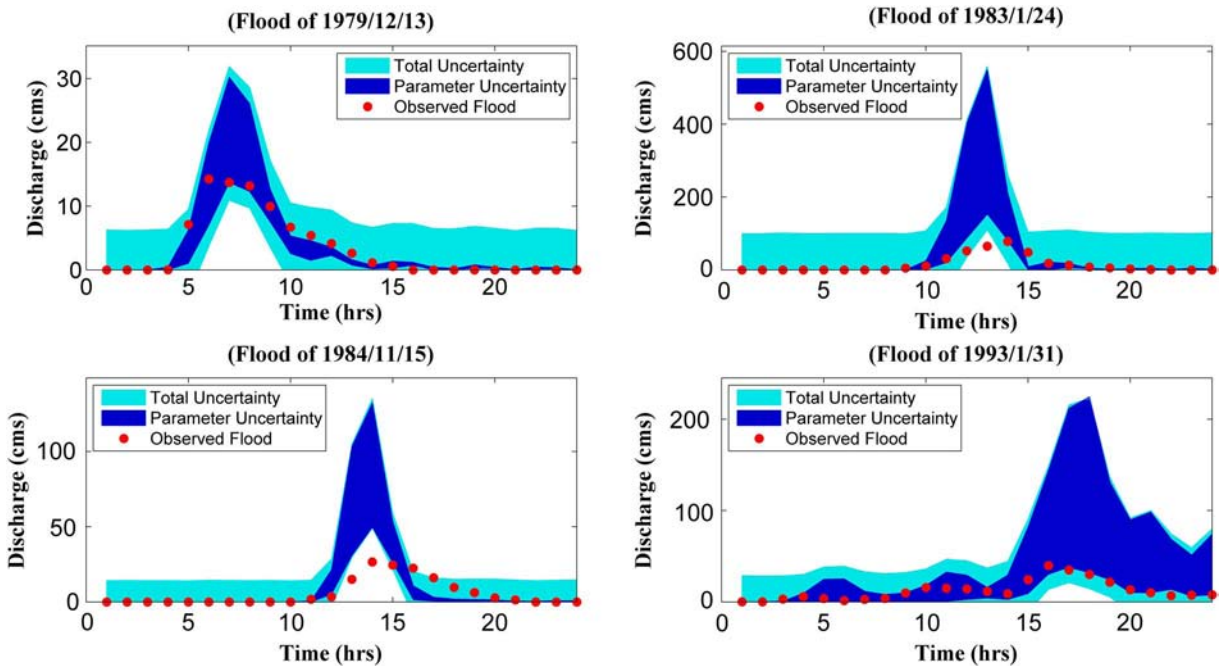 (Flood of 1979/12/13)
Discharge (cms)
30
20
10
0
Total Uncertainty
Parameter Uncertainty
Observed Flood
0 5 10 15 20
Time (hrs)
(Flood of 1983/1/24)
Discharge (cms)
600
400
200
0
Total Uncertainty
Parameter Uncertainty
Observed Flood
0 5 10 15 20
Time (hrs)
(Flood of 1984/11/15)
Discharge (cms)
100
50
0
Total Uncertainty
Parameter Uncertainty
Observed Flood
0 5 10 15 20
Time (hrs)
(Flood of 1993/1/31)
Discharge (cms)
200
100
0
Total Uncertainty
Parameter Uncertainty
Observed Flood
0 5 10 15 20
Time (hrs)